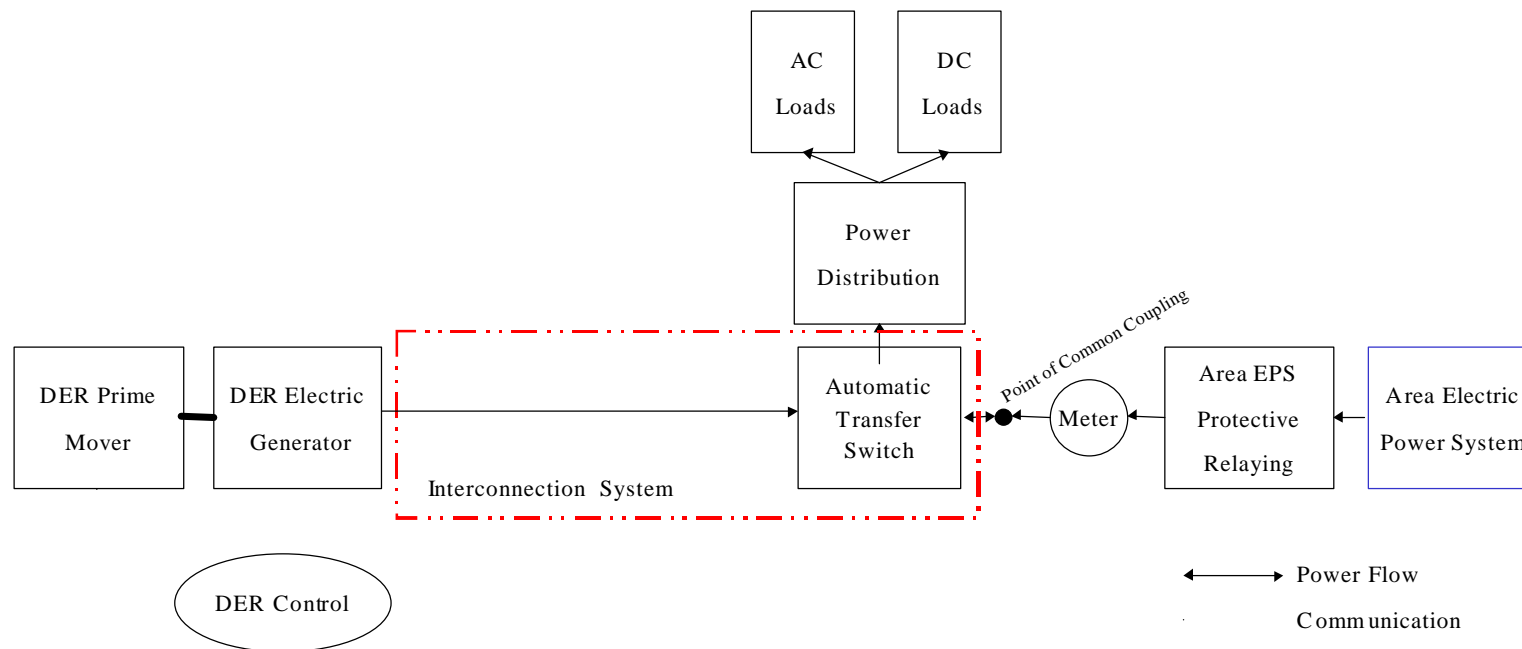 AC
Loads
DC
Loads
Power
Distribution
Point of Common Coupling
DER Prime
Mover
DER Electric
Generator
Automatic
Transfer
Switch
Meter
Area EPS
Protective
Relaying
Area Electric
Power System
Interconnection System
DER Control
Power Flow
Communication